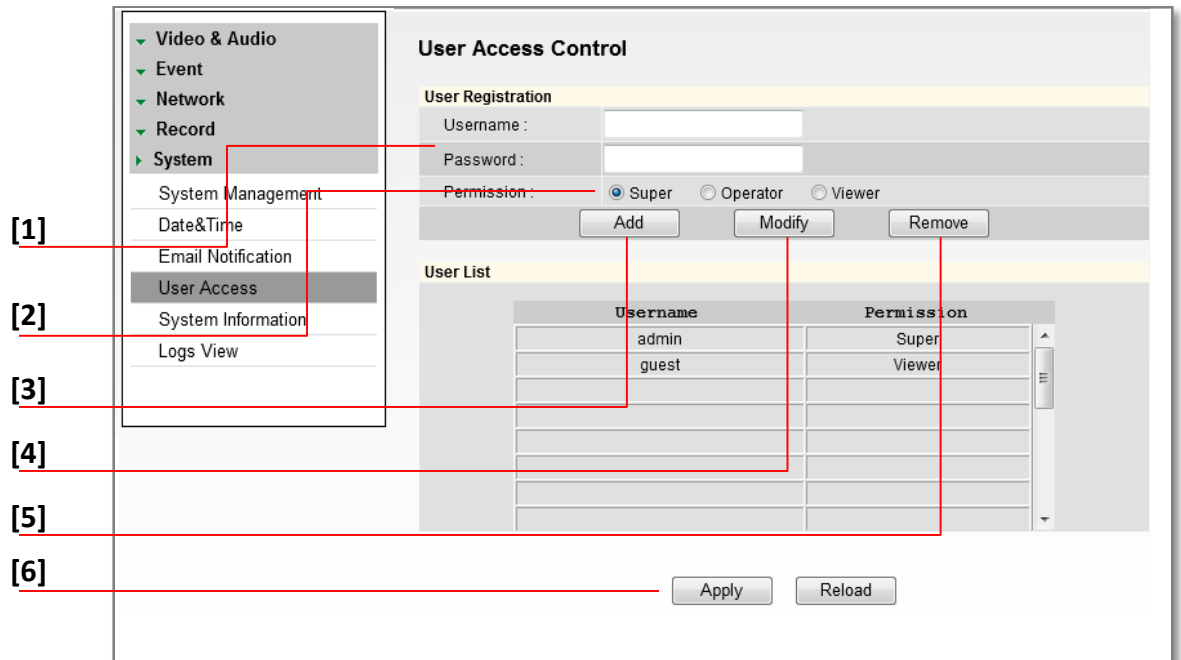 Video & Audio
Event
Network
Record
System
System Management
Date&Time
Email Notification
User Access
System Information
Logs View
[1]
[2]
[3]
[4]
[5]
[6]
User Access Control
User Registration
Username :
Password :
Permission : Super Operator Viewer
Add Modify Remove
User List
Username Permission
admin Super
guest Viewer
Apply Reload